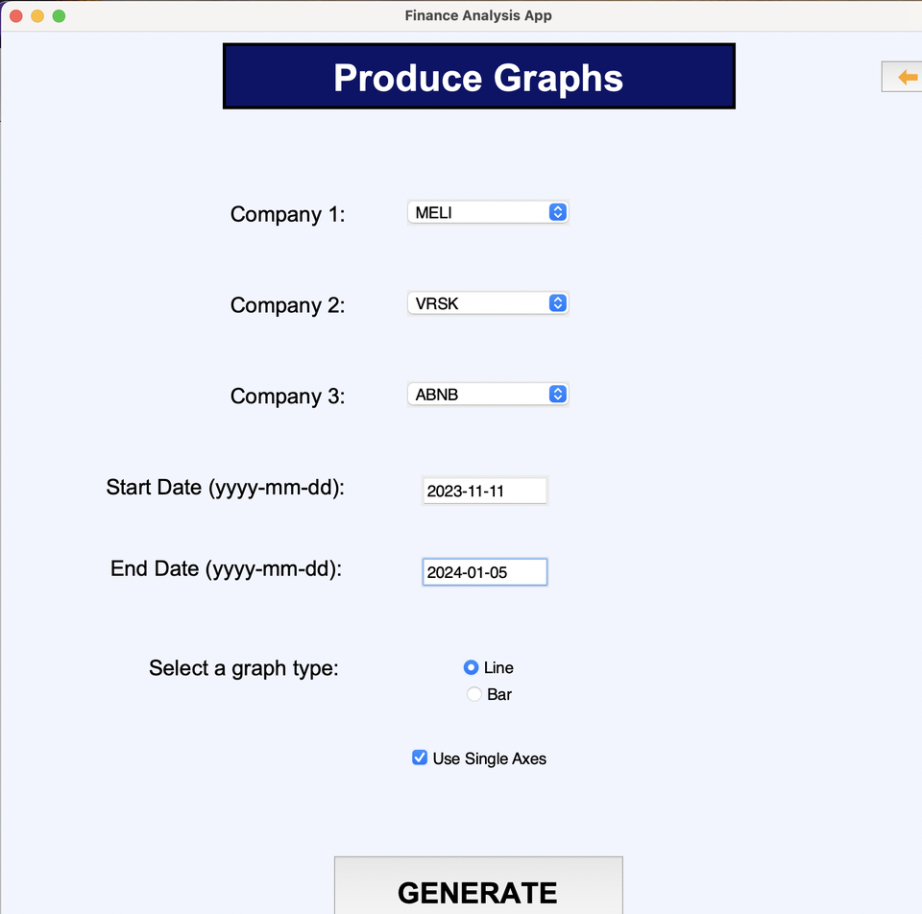 Finance Analysis App
Produce Graphs
Company 1: MELI
Company 2: VRSK
Company 3: ABNB
Start Date (yyyy-mm-dd): 2023-11-11
End Date (yyyy-mm-dd): 2024-01-05
Select a graph type: Line
Bar
Use Single Axes
GENERATE